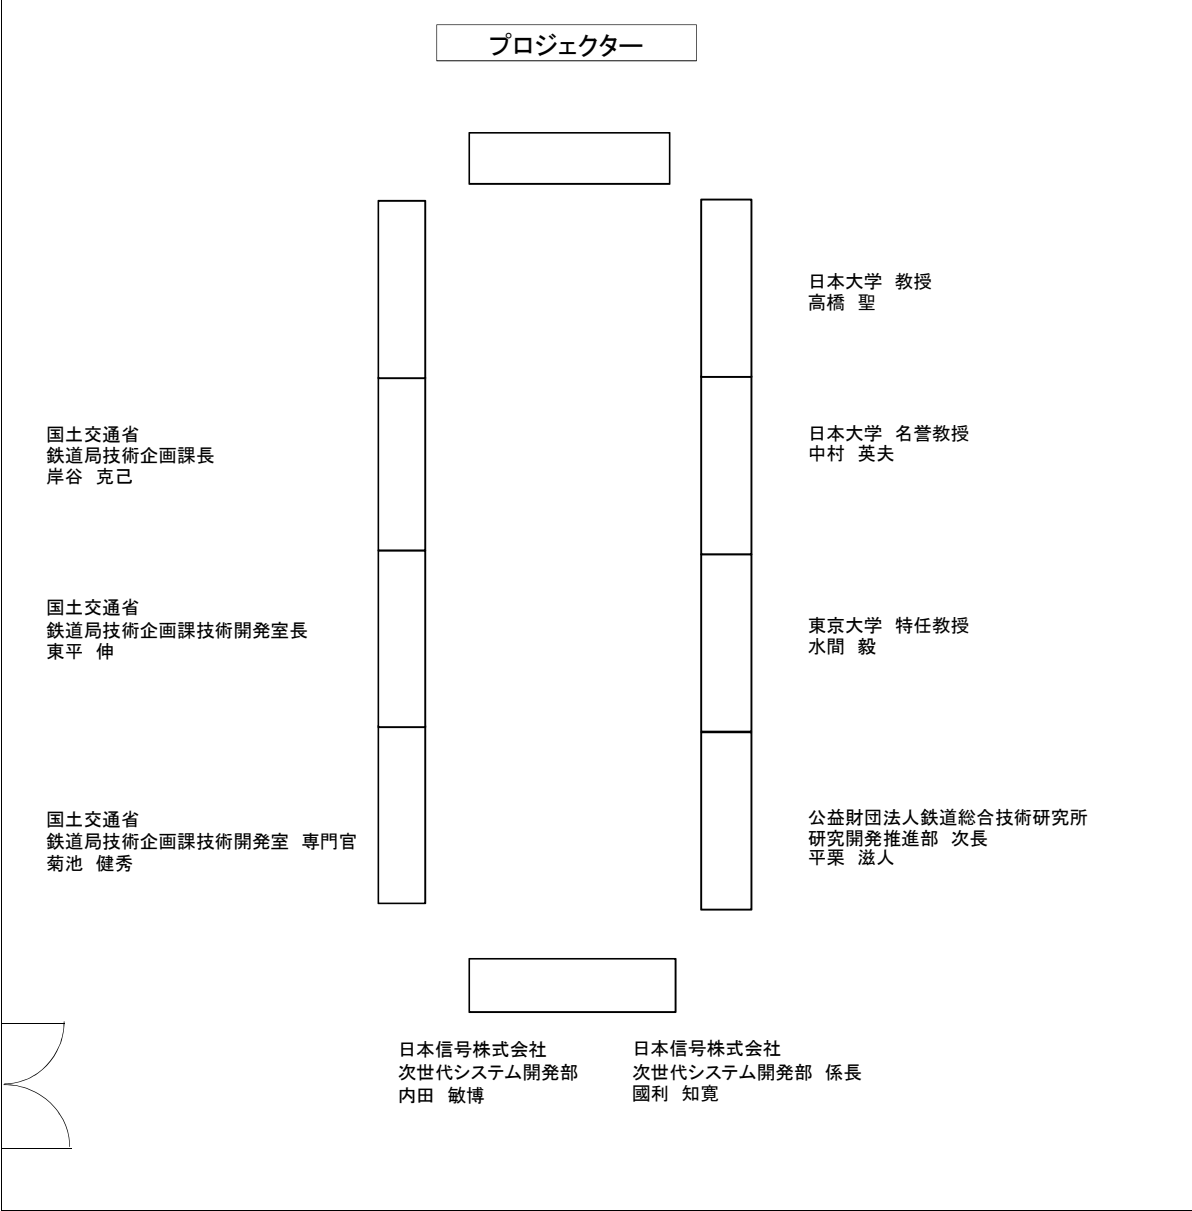 プロジェクター
国土交通省
鉄道局技術企画課長
岸谷　克己
国土交通省
鉄道局技術企画課技術開発室長
東平　伸
国土交通省
鉄道局技術企画課技術開発室　専門官
菊池　健秀
日本大学　教授
高橋　聖
日本大学　名誉教授
中村　英夫
東京大学　特任教授
水間　毅
公益財団法人鉄道総合技術研究所
研究開発推進部　次長
平栗　滋人
日本信号株式会社
次世代システム開発部
内田　敏博
日本信号株式会社
次世代システム開発部　係長
國利　知寛